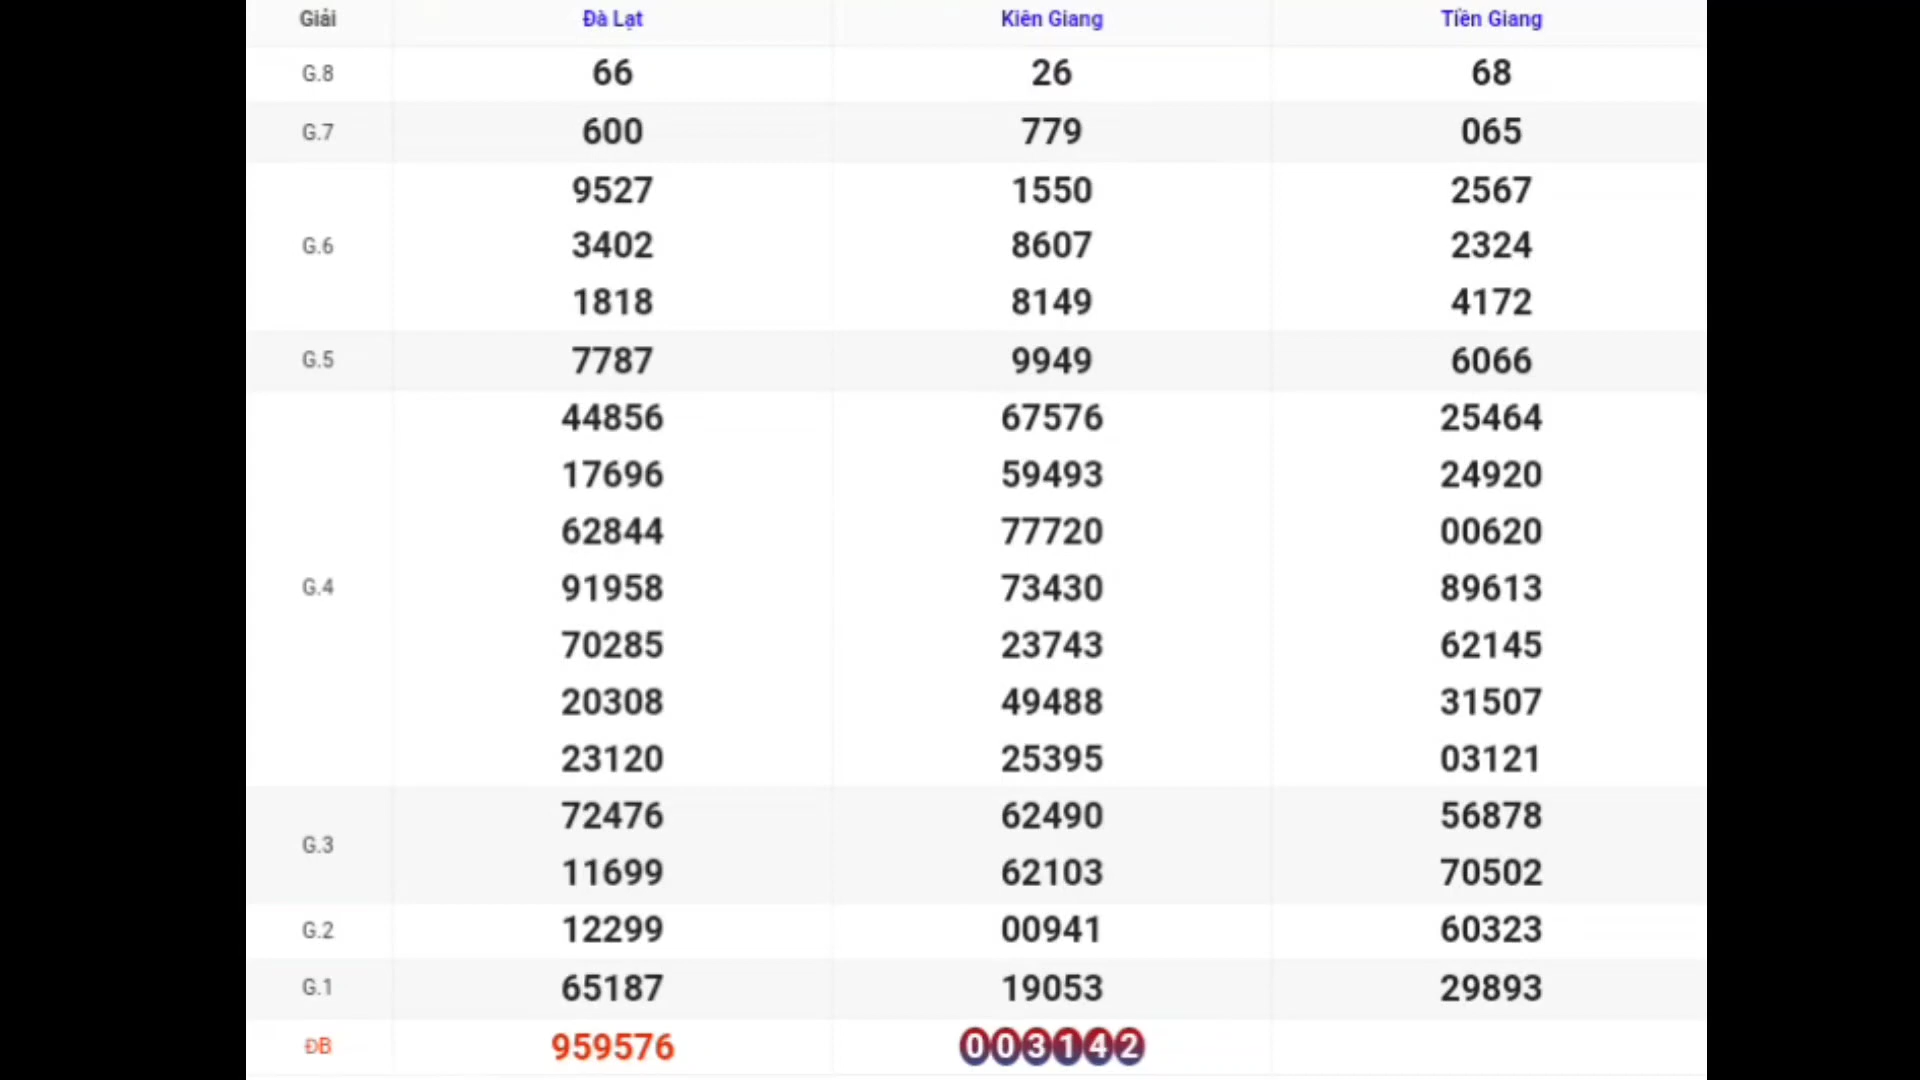 Giải Đà Lạt Kiên Giang Tiền Giang
G.8 66 26 68
G.7 600 779 065
9527 1550 2567
G.6 3402 8607 2324
1818 8149 4172
G.5 7787 9949 6066
44856 67576 25464
17696 59493 24920
62844 77720 00620
G.4 91958 73430 89613
70285 23743 62145
20308 49488 31507
23120 25395 03121
72476 62490 56878
G.3
11699 62103 70502
G.2 12299 00941 60323
G.1 65187 19053 29893
ĐB 959576 003142